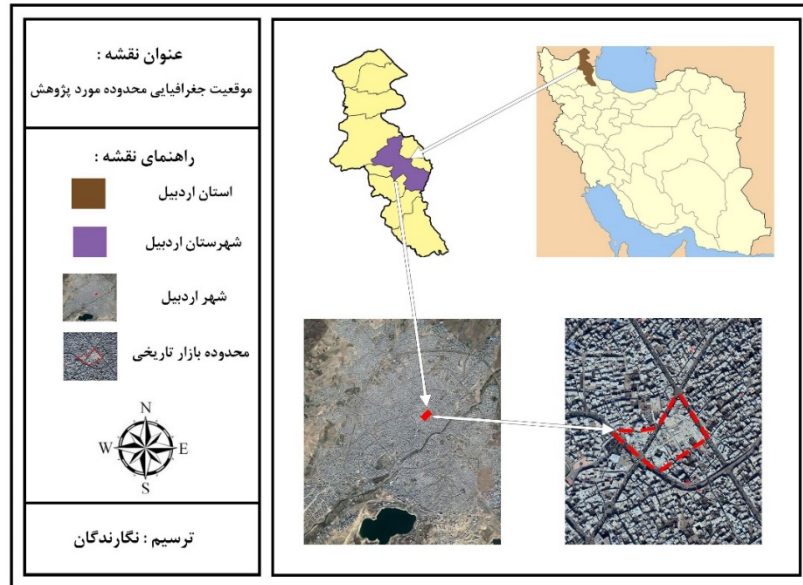 عنوان نقشه :
موقعیت جغرافیایی محدوده مورد پژوهش
راهنمای نقشه :
استان اردبیل
شهرستان اردبیل
شهر اردبیل
محدوده بازار تاریخی
N
W E
S
ترسیم : نگارندگان